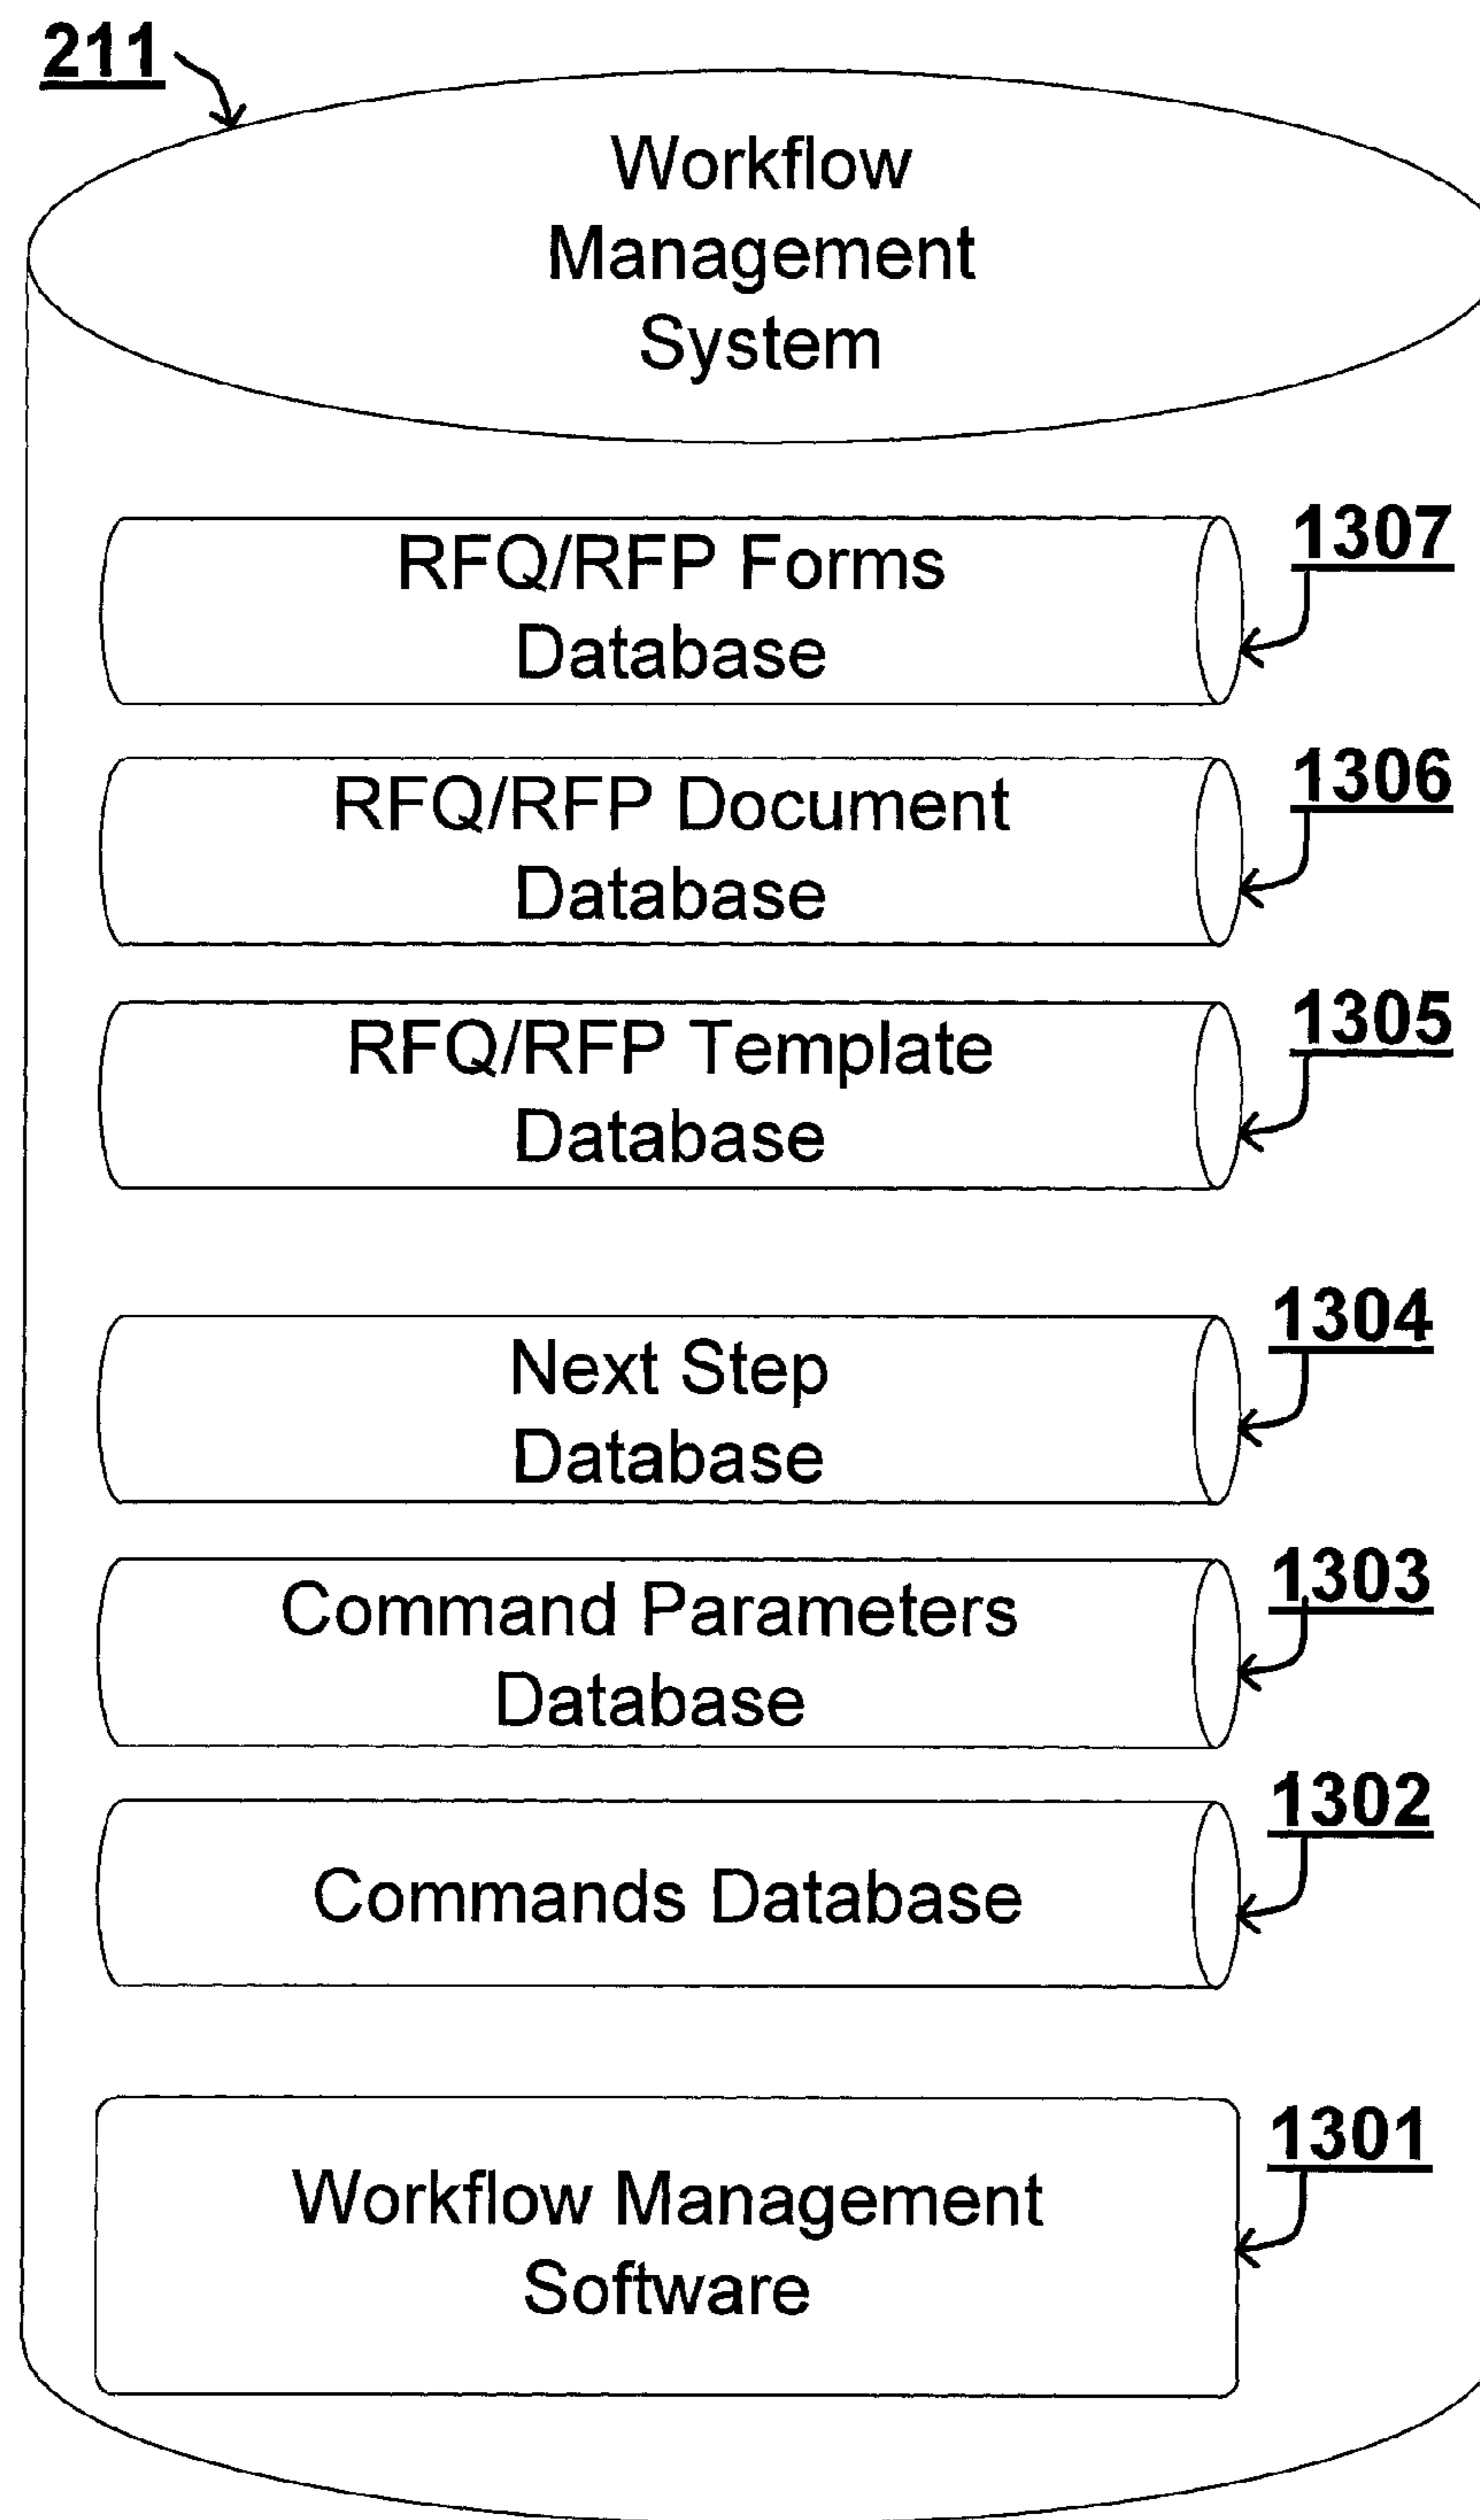 211
Workflow
Management
System
RFQ/RFP Forms
Database
1307
RFQ/RFP Document
Database
1306
RFQ/RFP Template
Database
1305
Next Step
Database
1304
Command Parameters
Database
1303
Commands Database
1302
Workflow Management
Software
1301